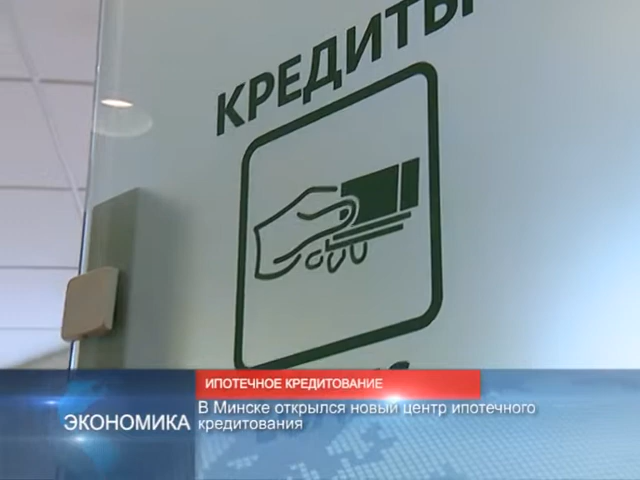 КРЕДИТЫ
ИПОТЕЧНОЕ КРЕДИТОВАНИЕ
ЭКОНОМИКА
В Минске открылся новый центр ипотечного
кредитования